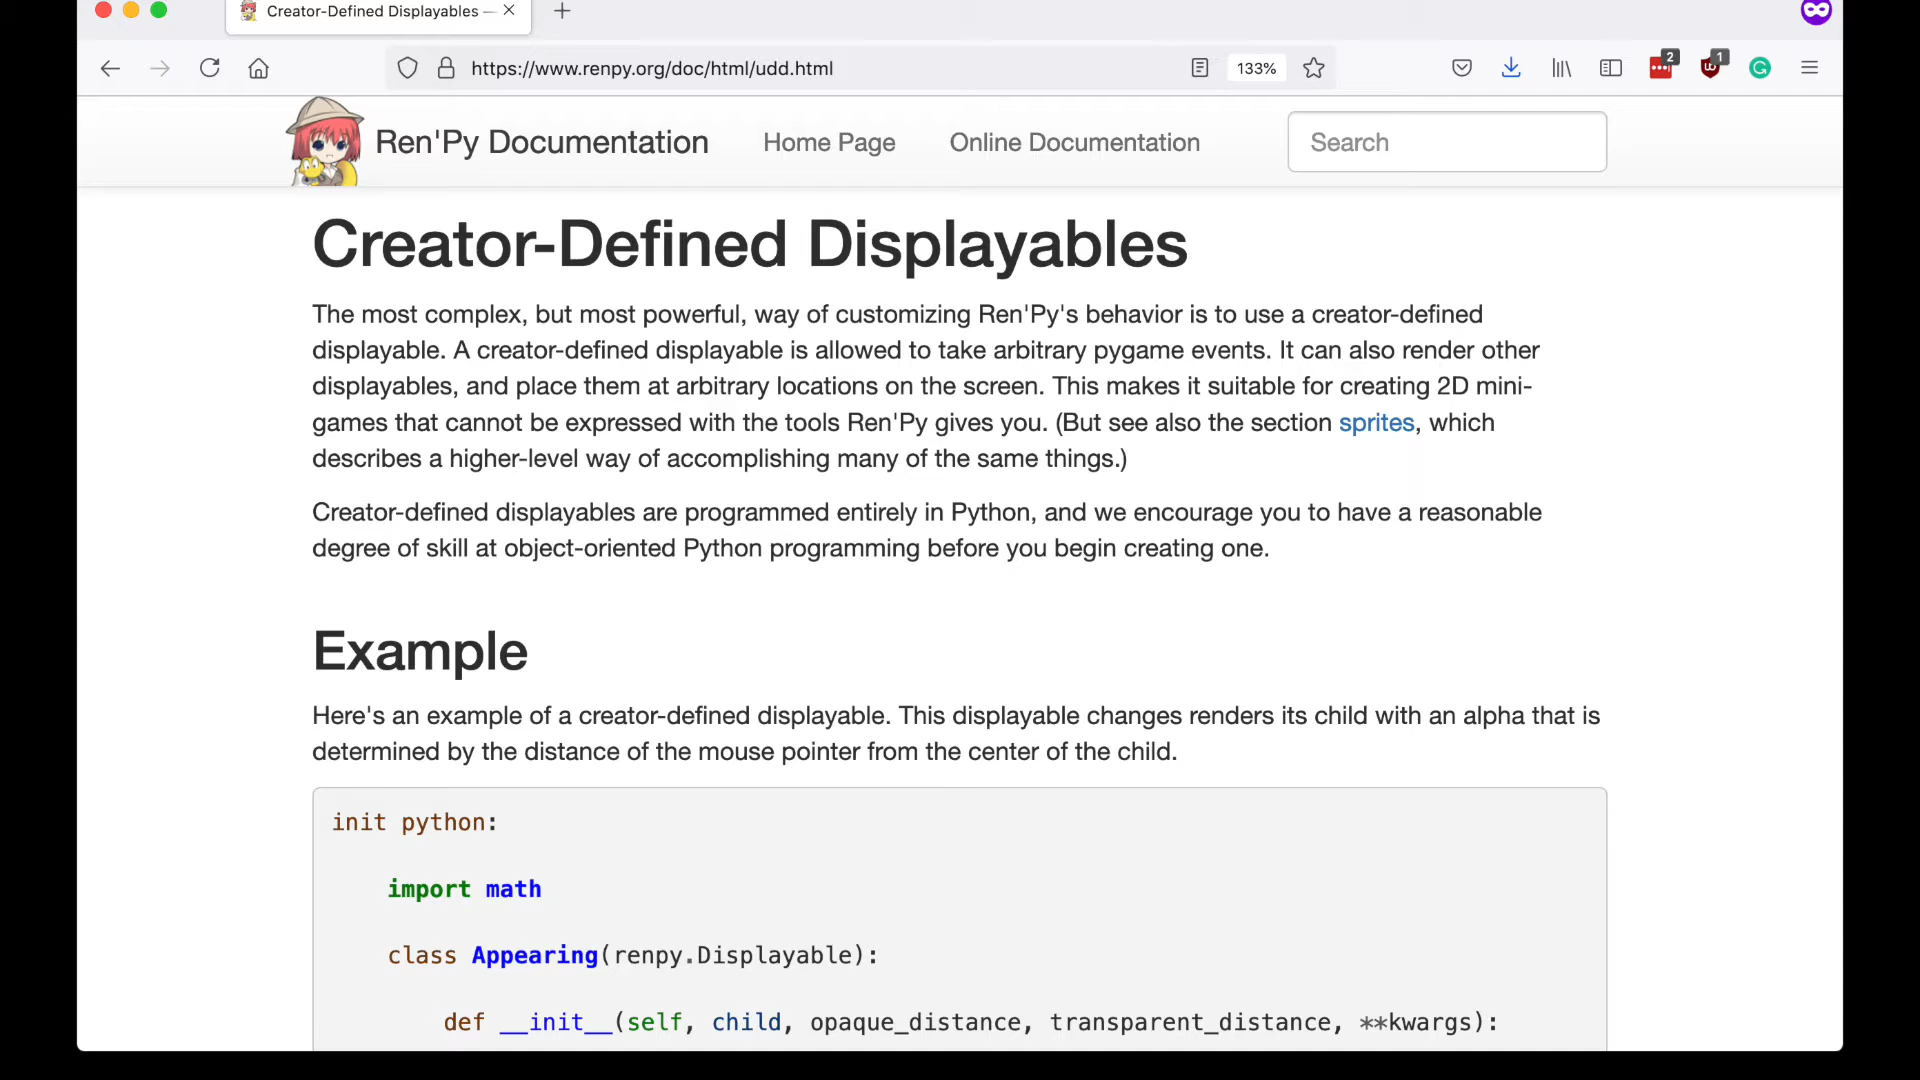 Creator-Defined Displayables —
https://www.renpy.org/doc/html/udd.html
133%
2
1
Ren'Py Documentation
Home Page
Online Documentation
Search
Creator-Defined Displayables
The most complex, but most powerful, way of customizing Ren'Py's behavior is to use a creator-defined
displayable. A creator-defined displayable is allowed to take arbitrary pygame events. It can also render other
displayables, and place them at arbitrary locations on the screen. This makes it suitable for creating 2D mini-
games that cannot be expressed with the tools Ren'Py gives you. (But see also the section sprites, which
describes a higher-level way of accomplishing many of the same things.)
Creator-defined displayables are programmed entirely in Python, and we encourage you to have a reasonable
degree of skill at object-oriented Python programming before you begin creating one.
Example
Here's an example of a creator-defined displayable. This displayable changes renders its child with an alpha that is
determined by the distance of the mouse pointer from the center of the child.
init python:
import math
class Appearing(renpy.Displayable):
def __init__(self, child, opaque_distance, transparent_distance, **kwargs):